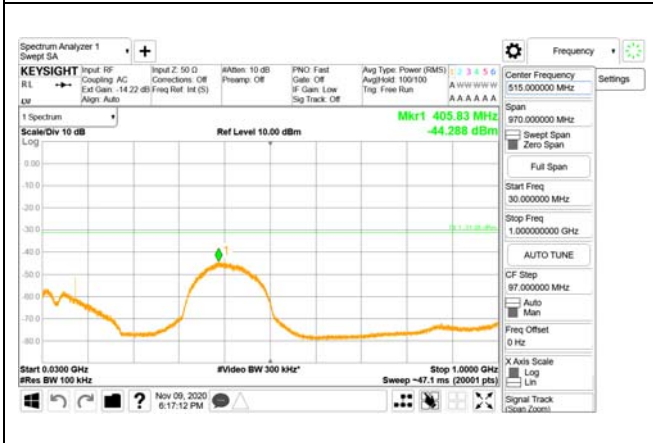 Spectrum Analyzer 1
Swept SA
+
Frequency
KEYSIGHT
Input: RF
Coupling: AC
Ext Gain: -14.22 dB
Align: Auto
Input Z: 50 Ω
Corrections: Off
Freq Ref: Int (S)
#Atten: 10 dB
Preamp: Off
PNO: Fast
Gate: Off
IF Gain: Low
Sig Track: Off
Avg Type: Power (RMS)
Avg|Hold: 100/100
Trig: Free Run
1 2 3 4 5 6
A W W W W W
A A A A A A
Center Frequency
515.000000 MHz
Settings
1 Spectrum
Scale/Div 10 dB
Log
Ref Level 10.00 dBm
Mkr1 405.83 MHz
-44.288 dBm
Span
970.000000 MHz
Swept Span
Zero Span
Full Span
Start Freq
30.000000 MHz
Stop Freq
1.000000000 GHz
AUTO TUNE
CF Step
97.000000 MHz
Auto
Man
Freq Offset
0 Hz
X Axis Scale
Log
Lin
Signal Track
(Span Zoom)
0.00
-10.0
-20.0
-30.0
-40.0
-50.0
-60.0
-70.0
-80.0
1
Start 0.0300 GHz
#Res BW 100 kHz
#Video BW 300 kHz*
Stop 1.0000 GHz
Sweep ~47.1 ms (20001 pts)
?
Nov 09, 2020
6:17:12 PM